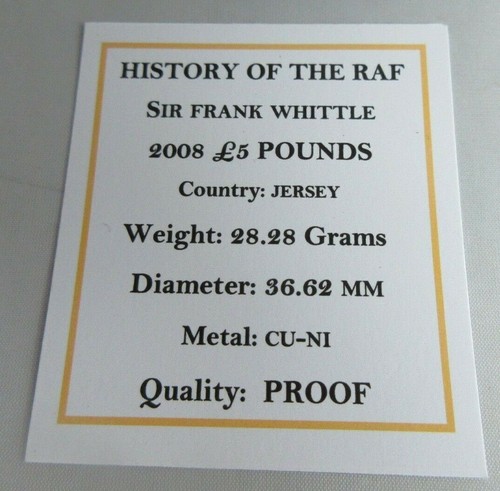 HISTORY OF THE RAF
SIR FRANK WHITTLE
2008 £5 POUNDS
Country: JERSEY
Weight: 28.28 Grams
Diameter: 36.62 MM
Metal: CU-NI
Quality: PROOF